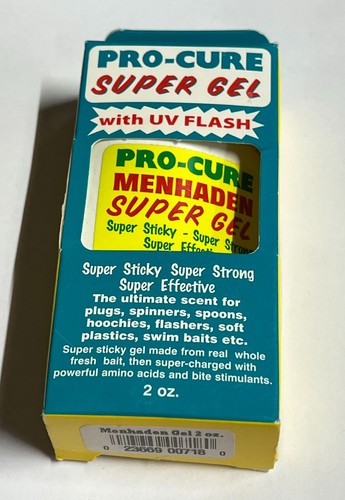 PRO-CURE
SUPER GEL
with UV FLASH
PRO-CURE
MENHADEN
SUPER GEL
Super Sticky - Super Strong
Super Effecti
Super Sticky Super Strong
Super Effective
The ultimate scent for
plugs, spinners, spoons,
hoochies, flashers, soft
plastics, swim baits etc.
Super sticky gel made from real whole
fresh bait, then super-charged with
powerful amino acids and bite stimulants.
2 oz.
Menhaden Gel 2 oz.
0 23669 00718 0